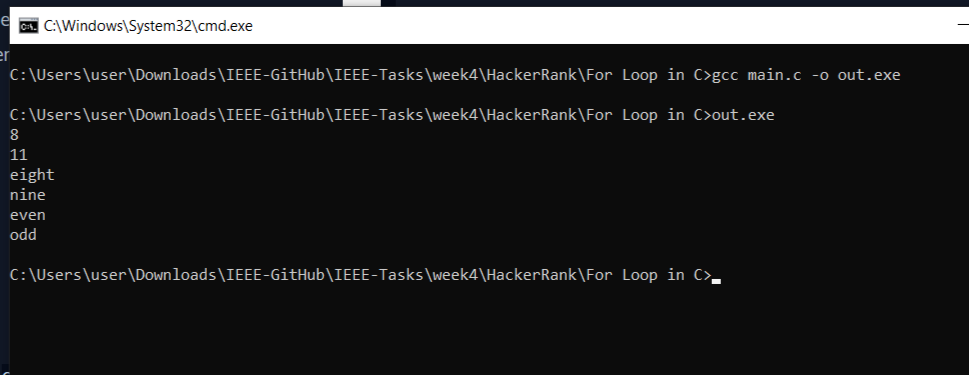 C:\Windows\System32\cmd.exe
C:\Users\user\Downloads\IEEE-GitHub\IEEE-Tasks\week4\HackerRank\For Loop in C>gcc main.c -o out.exe
C:\Users\user\Downloads\IEEE-GitHub\IEEE-Tasks\week4\HackerRank\For Loop in C>out.exe
8
11
eight
nine
even
odd
C:\Users\user\Downloads\IEEE-GitHub\IEEE-Tasks\week4\HackerRank\For Loop in C>